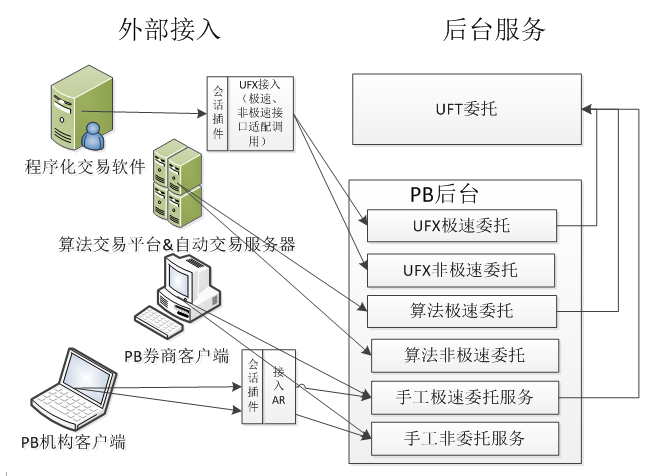 外部接入
后台服务
会
话
插
件
UFX接入
（极速、
非极速接
口适配调
用）
UFT委托
程序化交易软件
PB后台
UFX极速委托
算法交易平台&自动交易服务器
UFX非极速委托
算法极速委托
PB券商客户端
算法非极速委托
会
话
插
件
接
入
AR
手工极速委托服务
PB机构客户端
手工非委托服务